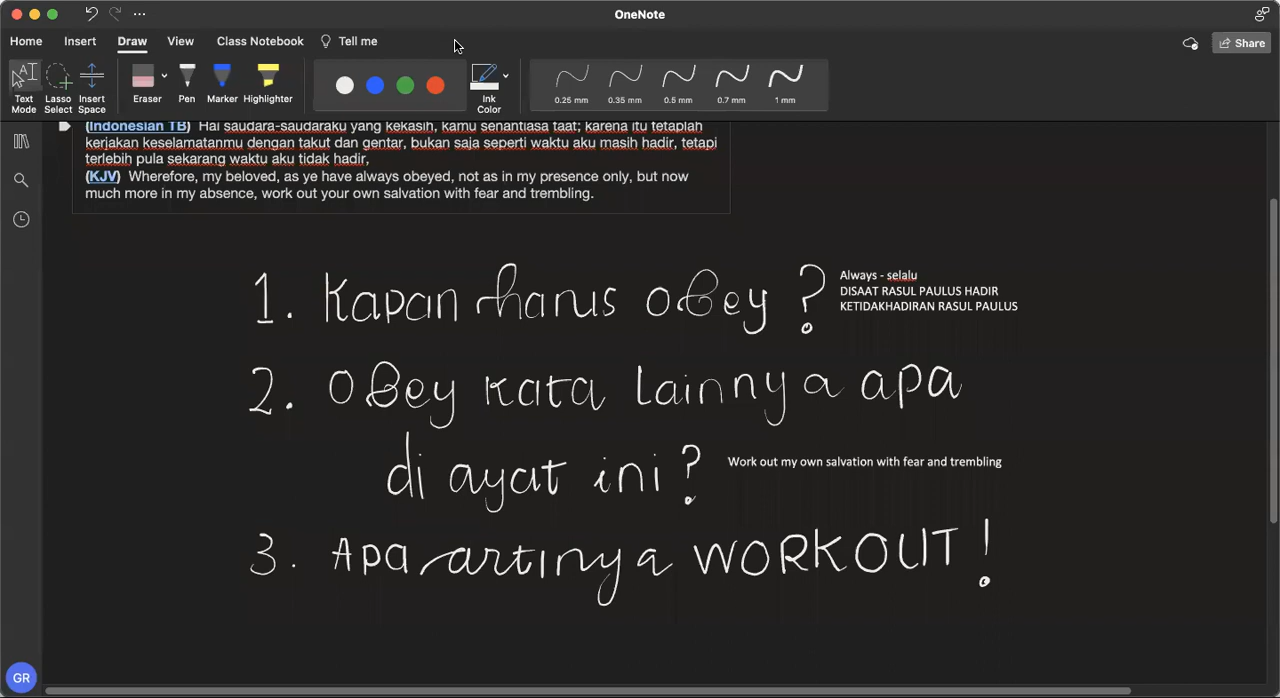 OneNote
Home Insert Draw View Class Notebook Tell me
Share
Text Mode
Lasso Select
Insert Space
Eraser
Pen
Marker
Highlighter
Ink Color
0.25 mm 0.35 mm 0.5 mm 0.7 mm 1 mm
(Indonesian TB) Hai saudara-saudaraku yang kekasih, kamu senantiasa taat; karena itu tetaplah
kerjakan keselamatanmu dengan takut dan gentar, bukan saja seperti waktu aku masih hadir, tetapi
terlebih pula sekarang waktu aku tidak hadir,
(KJV) Wherefore, my beloved, as ye have always obeyed, not as in my presence only, but now
much more in my absence, work out your own salvation with fear and trembling.
1. Kapan harus obey ?
Always - selalu
DISAAT RASUL PAULUS HADIR
KETIDAKHADIRAN RASUL PAULUS
2. Obey kata lainnya apa
di ayat ini ?
Work out my own salvation with fear and trembling
3. Apa artinya WORKOUT !
GR